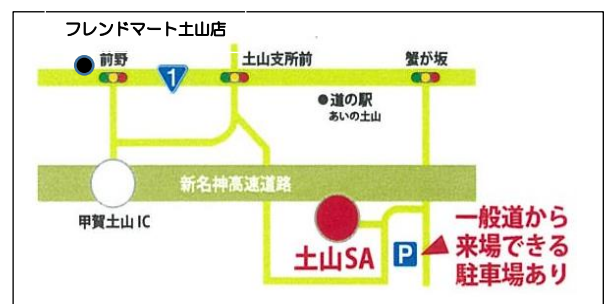 フレンドマート土山店
前野
1
土山支所前
蟹が坂
●道の駅
あいの土山
新名神高速道路
甲賀土山IC
土山SA
P
一般道から
来場できる
駐車場あり